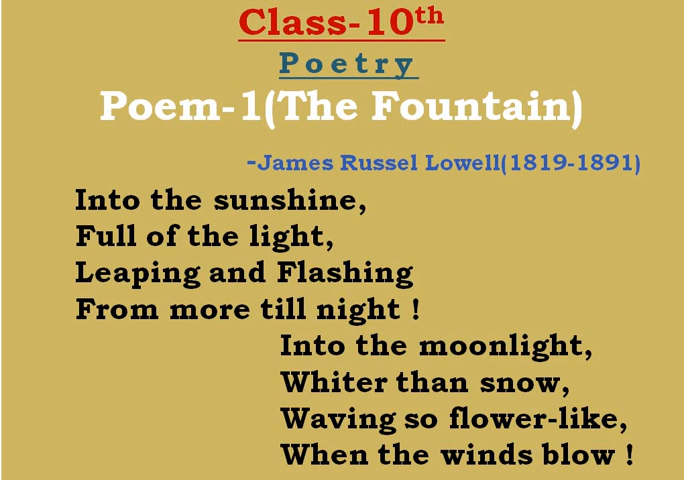 Class-10th
Poetry
Poem-1(The Fountain)
-James Russel Lowell(1819-1891)
Into the sunshine,
Full of the light,
Leaping and Flashing
From more till night !
Into the moonlight,
Whiter than snow,
Waving so flower-like,
When the winds blow !